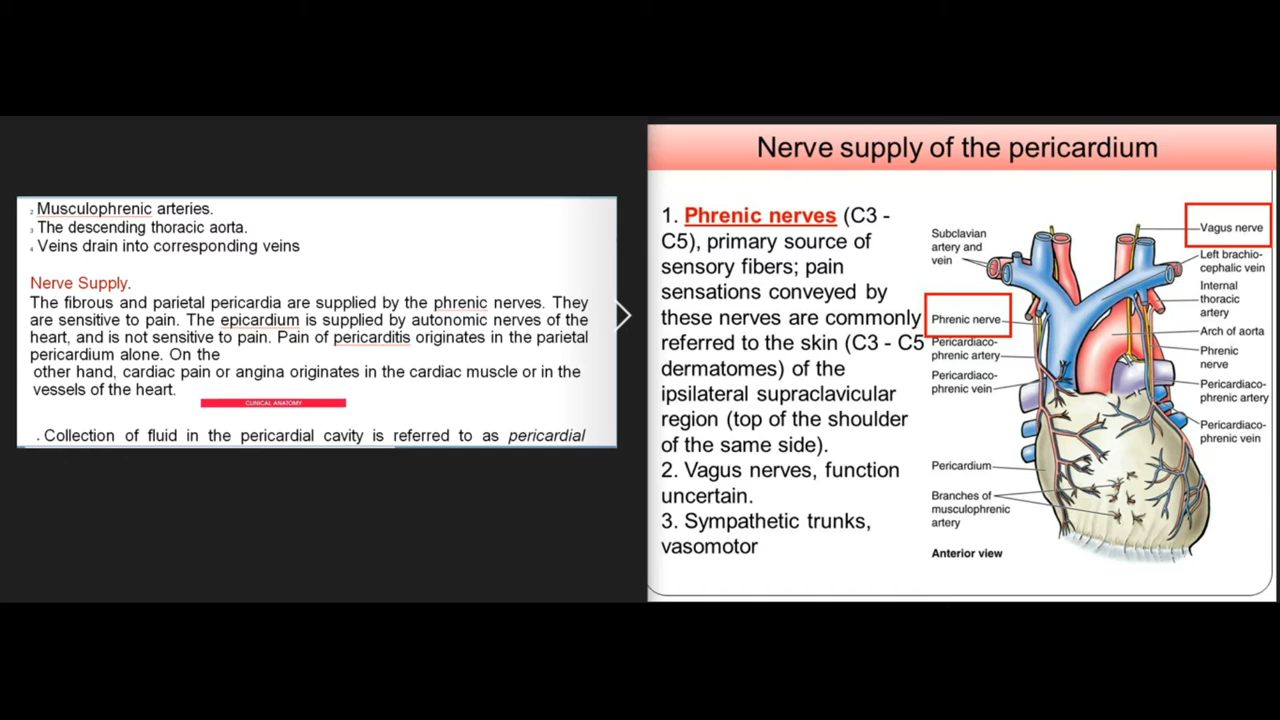 2 Musculophrenic arteries.
3 The descending thoracic aorta.
4 Veins drain into corresponding veins
Nerve Supply.
The fibrous and parietal pericardia are supplied by the phrenic nerves. They
are sensitive to pain. The epicardium is supplied by autonomic nerves of the
heart, and is not sensitive to pain. Pain of pericarditis originates in the parietal
pericardium alone. On the
other hand, cardiac pain or angina originates in the cardiac muscle or in the
vessels of the heart.
CLINICAL ANATOMY
. Collection of fluid in the pericardial cavity is referred to as pericardial
Nerve supply of the pericardium
1. Phrenic nerves (C3 -
C5), primary source of
sensory fibers; pain
sensations conveyed by
these nerves are commonly
referred to the skin (C3 - C5
dermatomes) of the
ipsilateral supraclavicular
region (top of the shoulder
of the same side).
2. Vagus nerves, function
uncertain.
3. Sympathetic trunks,
vasomotor
Subclavian
artery and
vein
Phrenic nerve
Pericardiaco-
phrenic artery
Pericardiaco-
phrenic vein
Pericardium
Branches of
musculophrenic
artery
Anterior view
Vagus nerve
Left brachio-
cephalic vein
Internal
thoracic
artery
Arch of aorta
Phrenic
nerve
Pericardiaco-
phrenic artery
Pericardiaco-
phrenic vein